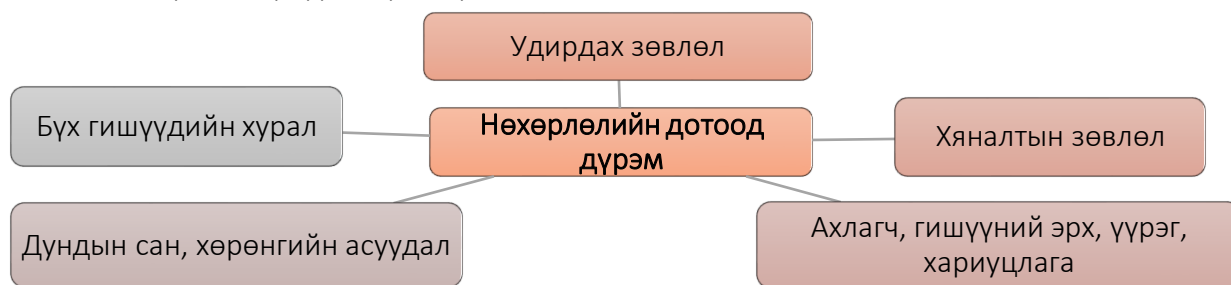 Удирдах зөвлөл
Бүх гишүүдийн хурал
Нөхөрлөлийн дотоод
дүрэм
Хяналтын зөвлөл
Дундын сан, хөрөнгийн асуудал
Ахлагч, гишүүний эрх, үүрэг,
хариуцлага